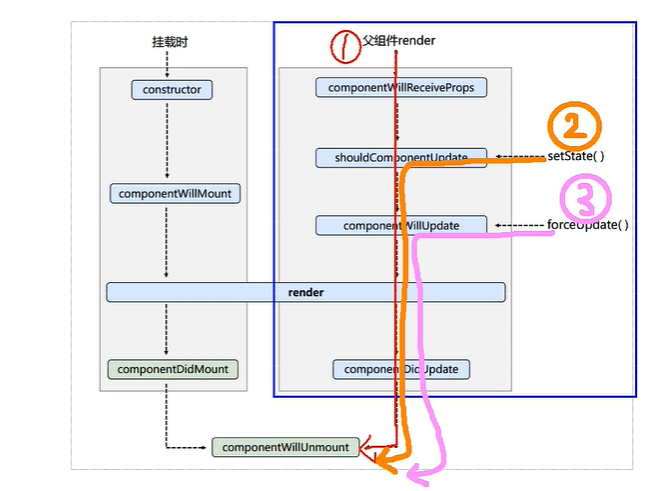 挂载时
① 父组件render
constructor
componentWillReceiveProps
②
shouldComponentUpdate
setState( )
componentWillMount
③
componentWillUpdate
forceUpdate( )
render
componentDidMount
componentDidUpdate
componentWillUnmount